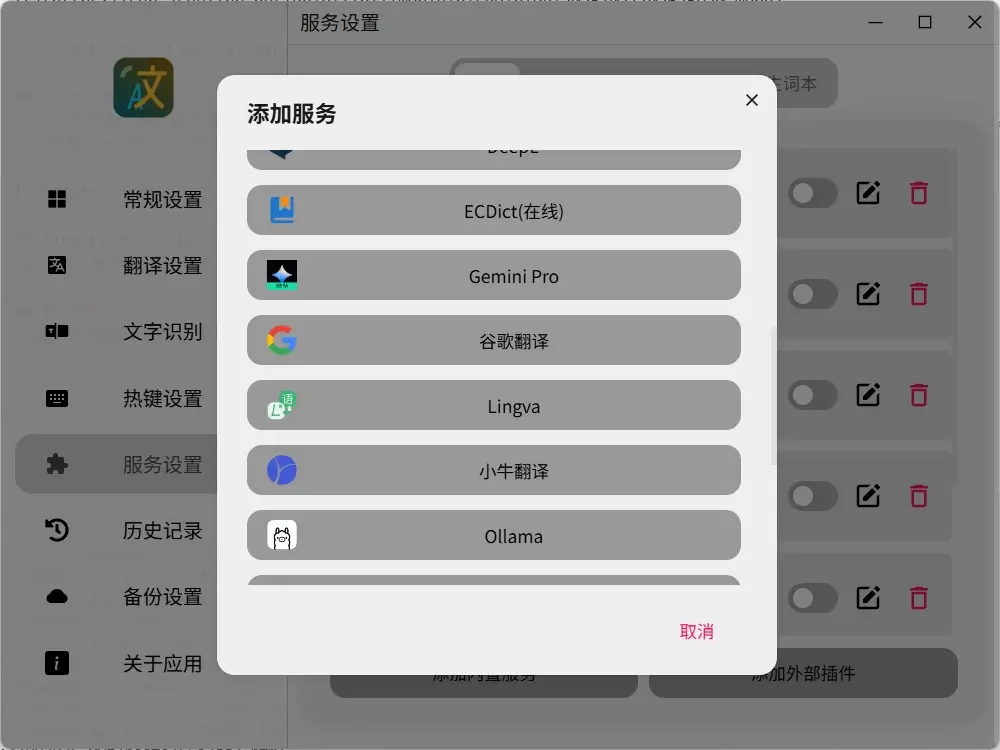 服务设置
生词本
添加服务
DeepL
ECDict(在线)
Gemini Pro
谷歌翻译
Lingva
小牛翻译
Ollama
取消
常规设置
翻译设置
文字识别
热键设置
服务设置
历史记录
备份设置
关于应用
添加内置服务
添加外部插件